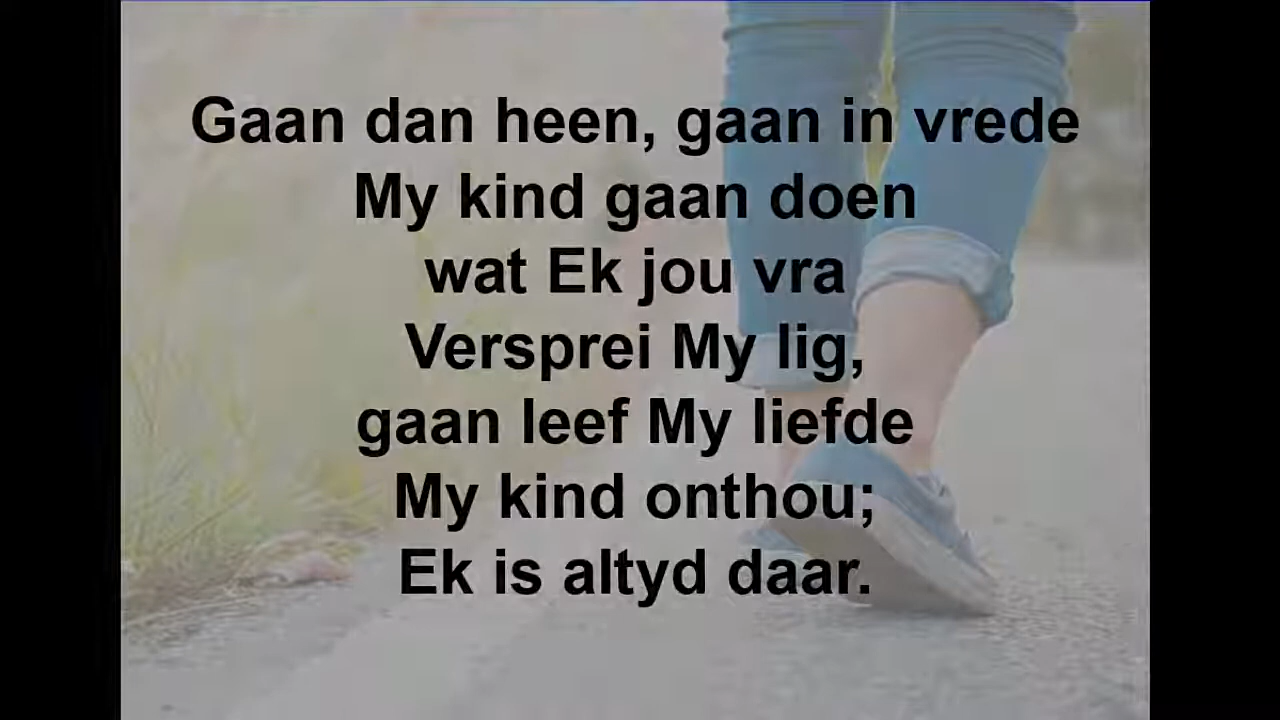 Gaan dan heen, gaan in vrede
My kind gaan doen
wat Ek jou vra
Versprei My lig,
gaan leef My liefde
My kind onthou;
Ek is altyd daar.